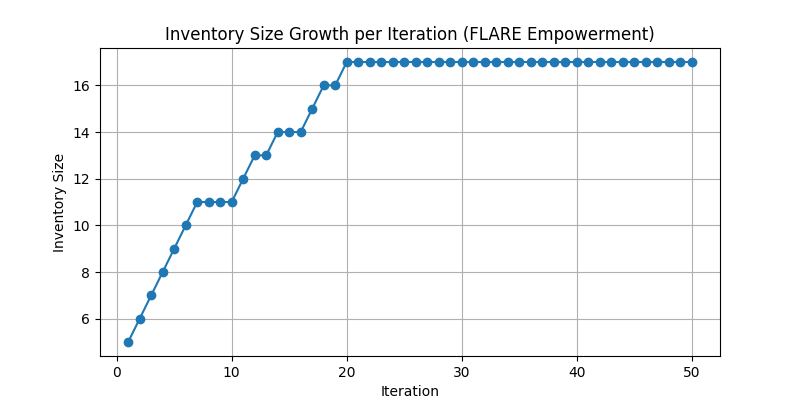 Inventory Size Growth per Iteration (FLARE Empowerment)
Inventory Size
16
14
12
10
8
6
0 10 20 30 40 50
Iteration